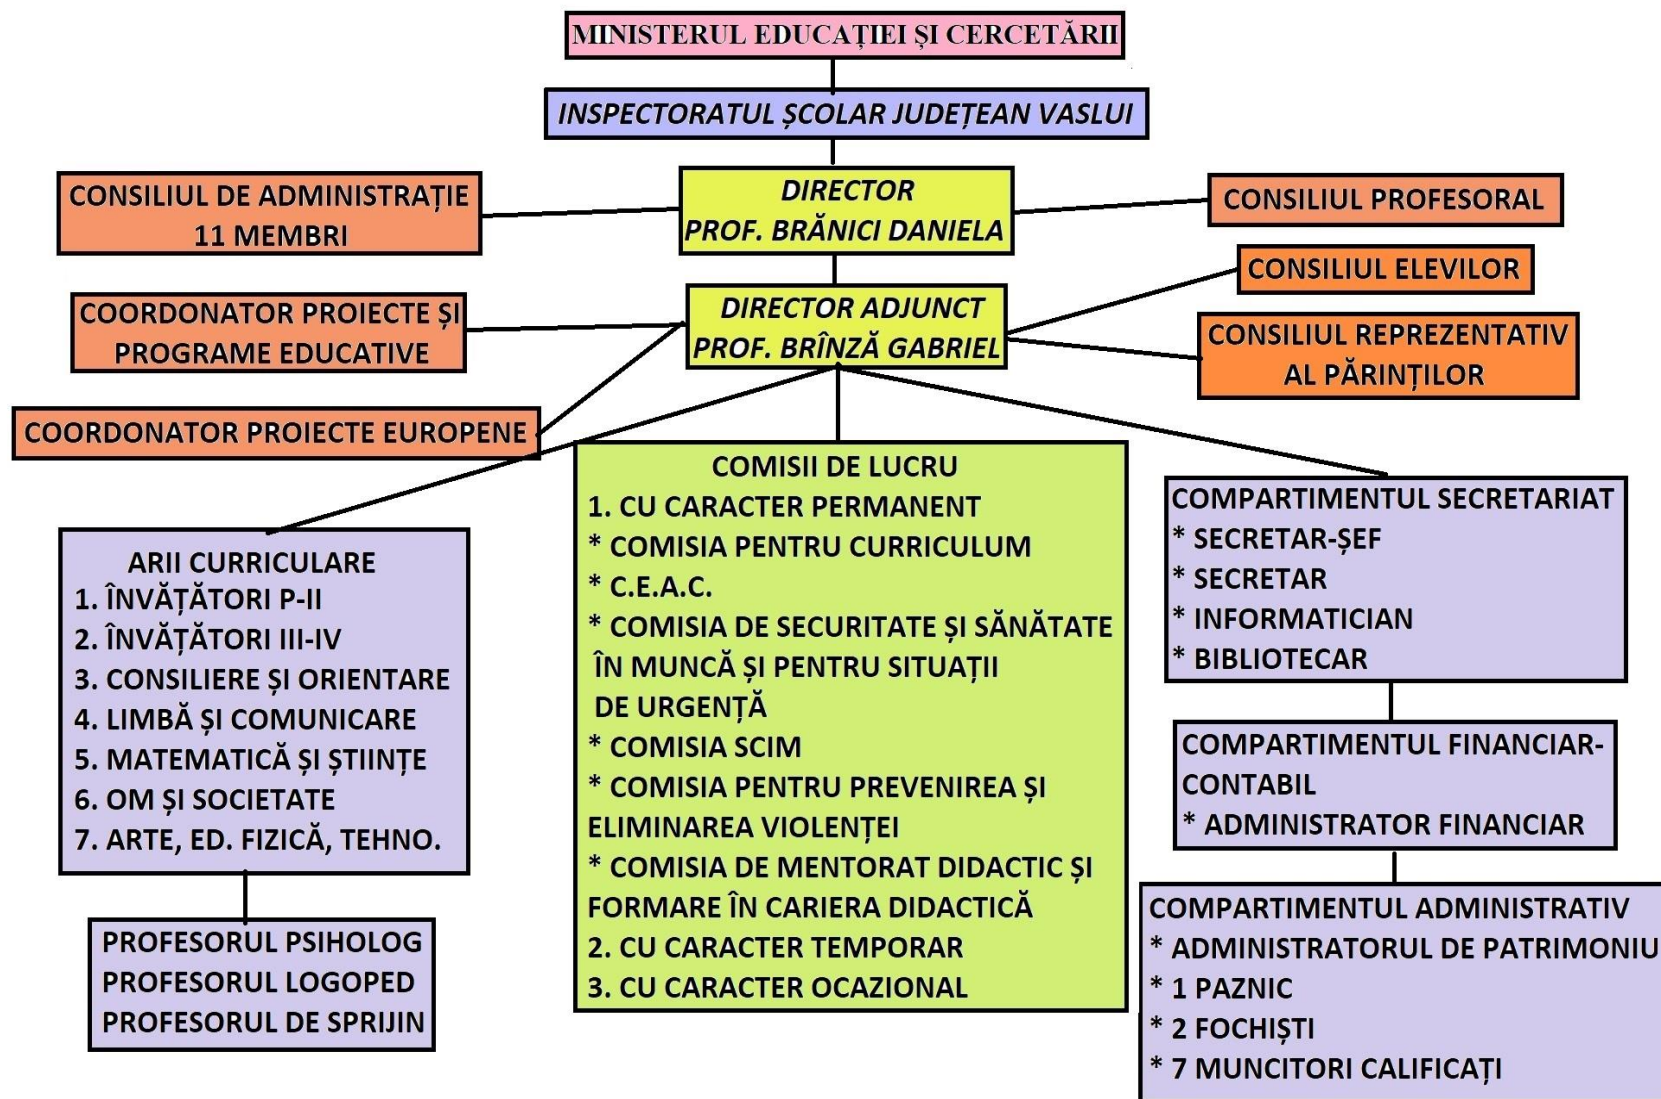 MINISTERUL EDUCAȚIEI ȘI CERCETĂRII
INSPECTORATUL ȘCOLAR JUDEȚEAN VASLUI
CONSILIUL DE ADMINISTRAȚIE
11 MEMBRI
DIRECTOR
PROF. BRĂNICI DANIELA
CONSILIUL PROFESORAL
CONSILIUL ELEVILOR
COORDONATOR PROIECTE ȘI
PROGRAME EDUCATIVE
DIRECTOR ADJUNCT
PROF. BRÎNZĂ GABRIEL
CONSILIUL REPREZENTATIV
AL PĂRINȚILOR
COORDONATOR PROIECTE EUROPENE
ARII CURRICULARE
1. ÎNVĂȚĂTORI P-II
2. ÎNVĂȚĂTORI III-IV
3. CONSILIERE ȘI ORIENTARE
4. LIMBĂ ȘI COMUNICARE
5. MATEMATICĂ ȘI ȘTIINȚE
6. OM ȘI SOCIETATE
7. ARTE, ED. FIZICĂ, TEHNO.
PROFESORUL PSIHOLOG
PROFESORUL LOGOPED
PROFESORUL DE SPRIJIN
COMISII DE LUCRU
1. CU CARACTER PERMANENT
* COMISIA PENTRU CURRICULUM
* C.E.A.C.
* COMISIA DE SECURITATE ȘI SĂNĂTATE
ÎN MUNCĂ ȘI PENTRU SITUAȚII
DE URGENȚĂ
* COMISIA SCIM
* COMISIA PENTRU PREVENIREA ȘI
ELIMINAREA VIOLENȚEI
* COMISIA DE MENTORAT DIDACTIC ȘI
FORMARE ÎN CARIERA DIDACTICĂ
2. CU CARACTER TEMPORAR
3. CU CARACTER OCAZIONAL
COMPARTIMENTUL SECRETARIAT
* SECRETAR-ȘEF
* SECRETAR
* INFORMATICIAN
* BIBLIOTECAR
COMPARTIMENTUL FINANCIAR-
CONTABIL
* ADMINISTRATOR FINANCIAR
COMPARTIMENTUL ADMINISTRATIV
* ADMINISTRATORUL DE PATRIMONIU
* 1 PAZNIC
* 2 FOCHIȘTI
* 7 MUNCITORI CALIFICAȚI